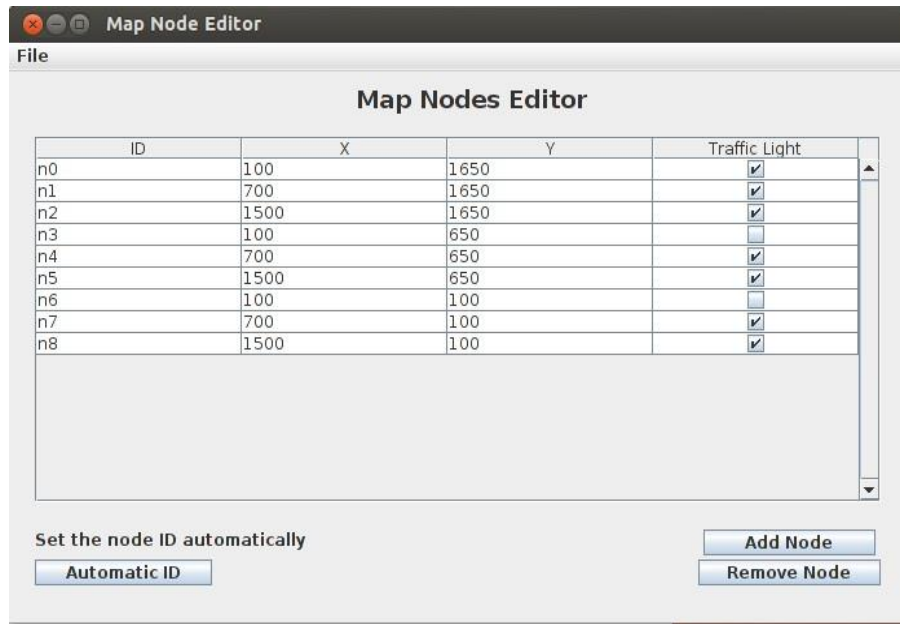 Map Node Editor
File
Map Nodes Editor
ID X Y Traffic Light
n0 100 1650
n1 700 1650
n2 1500 1650
n3 100 650
n4 700 650
n5 1500 650
n6 100 100
n7 700 100
n8 1500 100
Set the node ID automatically
Add Node
Automatic ID
Remove Node